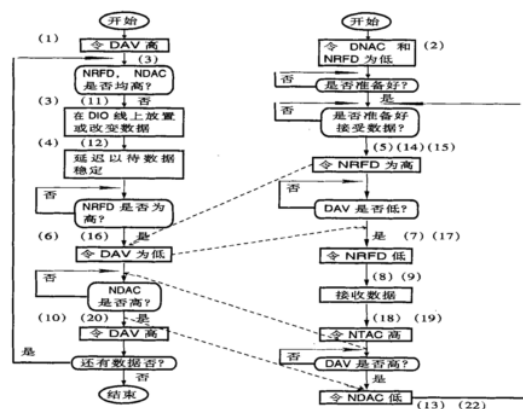 开始
(1)
令 DAV 高
(3)
NRFD, NDAC
是否均高?
(3) (11) 否
在 DIO 线上放置
或改变数据
(4) (12)
延迟以待数据
稳定
否
NRFD 是否为
高?
(6) (16) 是
令 DAV 为低
否
NDAC
是否高?
(10) (20) 是
令 DAV 高
是
还有数据否?
否
结束
开始
令 DNAC 和
NRFD 为低
(2)
否
是否准备好?
是
否
是否准备好
接受数据?
(5)(14)(15)
令 NRFD 为高
否
DAV 是否低?
是 (7) (17)
令 NRFD 低
(8) (9)
接收数据
(18) (19)
令 NTAC 高
否
DAV 是否高?
是
令 NDAC 低
(13) (22)